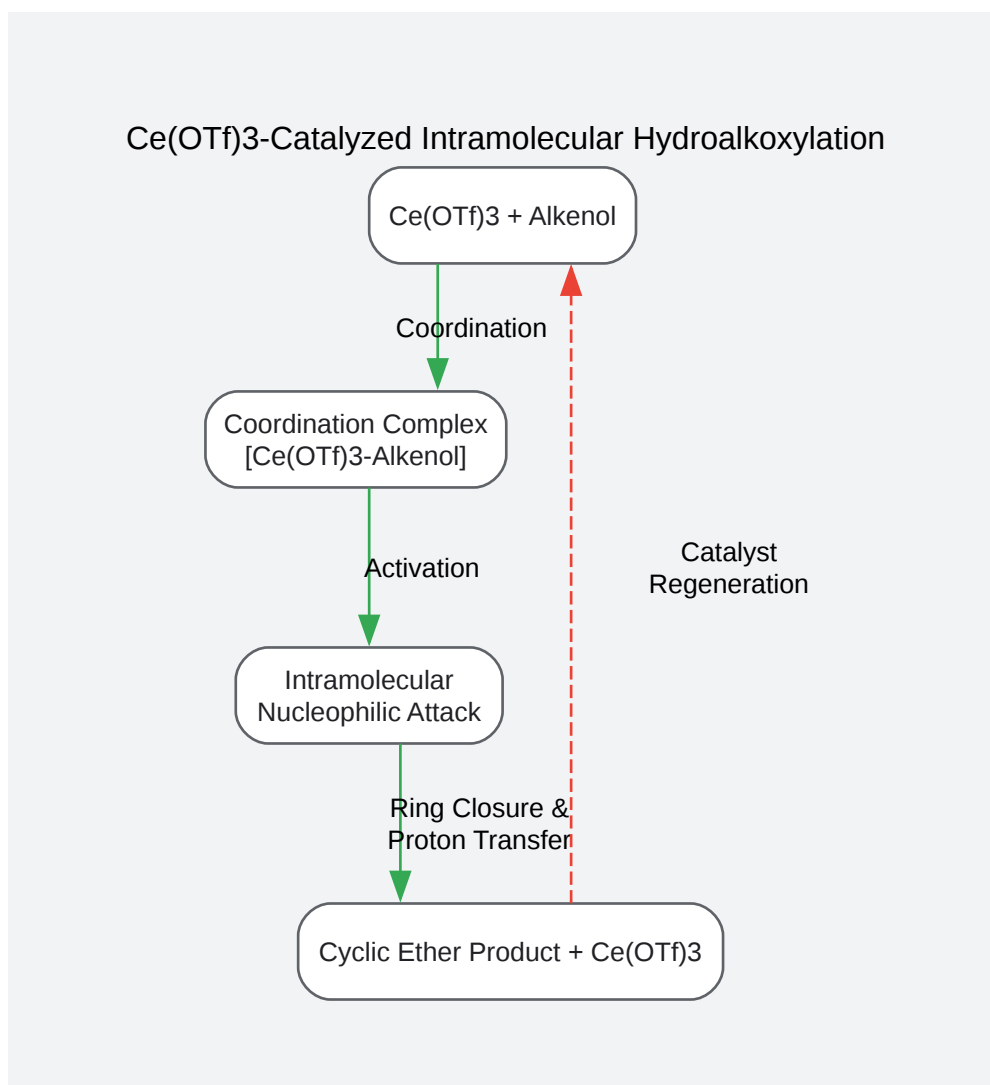 Ce(OTf)3-Catalyzed Intramolecular Hydroalkoxylation
Ce(OTf)3 + Alkenol
Coordination
Coordination Complex
[Ce(OTf)3-Alkenol]
Activation
Catalyst
Regeneration
Intramolecular
Nucleophilic Attack
Ring Closure &
Proton Transfer
Cyclic Ether Product + Ce(OTf)3